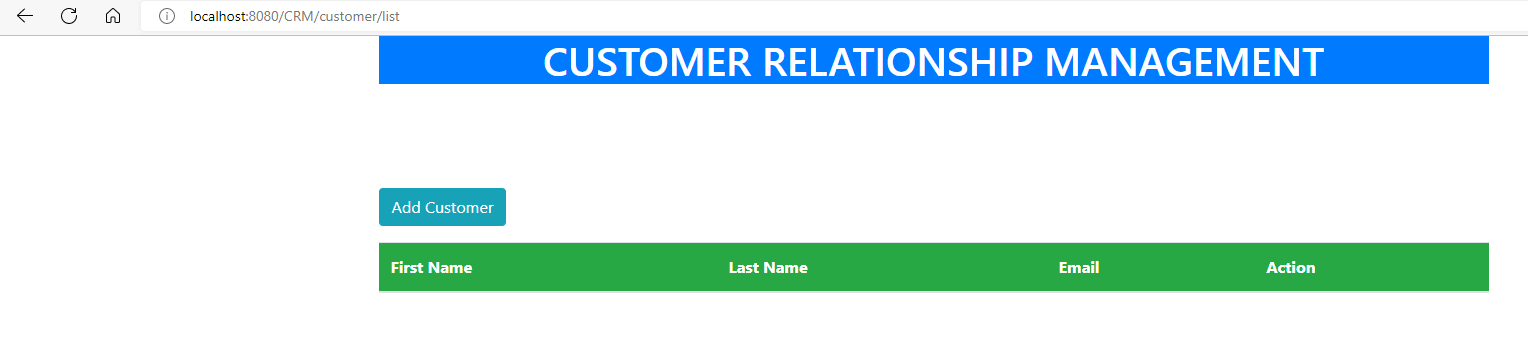 localhost:8080/CRM/customer/list
CUSTOMER RELATIONSHIP MANAGEMENT
Add Customer
First Name Last Name Email Action